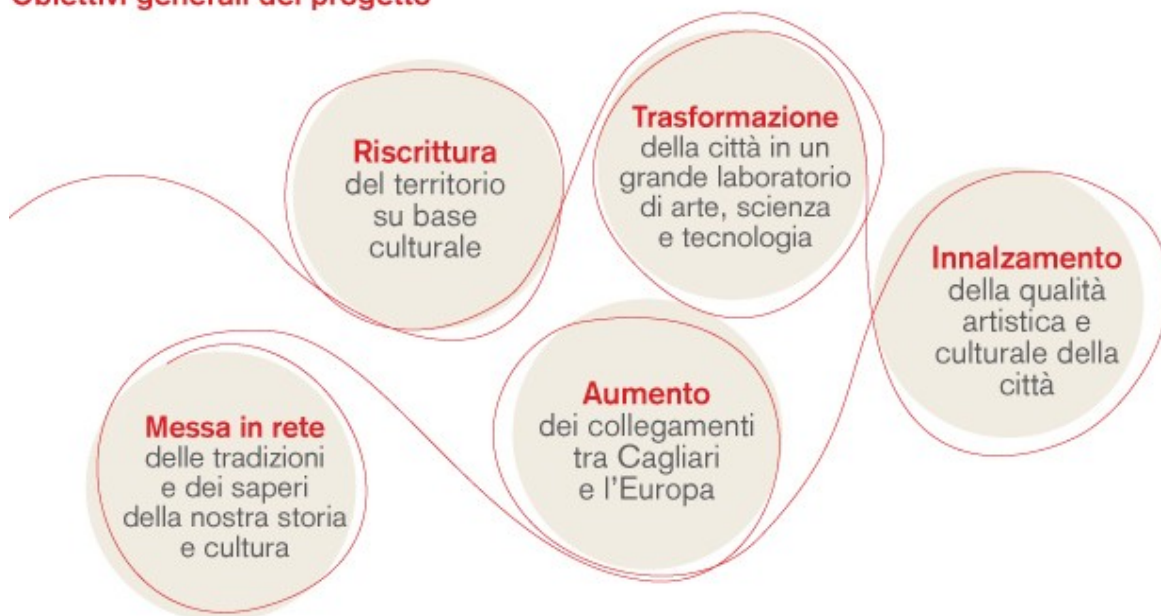 Obiettivi generali del progetto
Riscrittura
del territorio
su base
culturale
Trasformazione
della città in un
grande laboratorio
di arte, scienza
e tecnologia
Innalzamento
della qualità
artistica e
culturale della
città
Messa in rete
delle tradizioni
e dei saperi
della nostra storia
e cultura
Aumento
dei collegamenti
tra Cagliari
e l'Europa